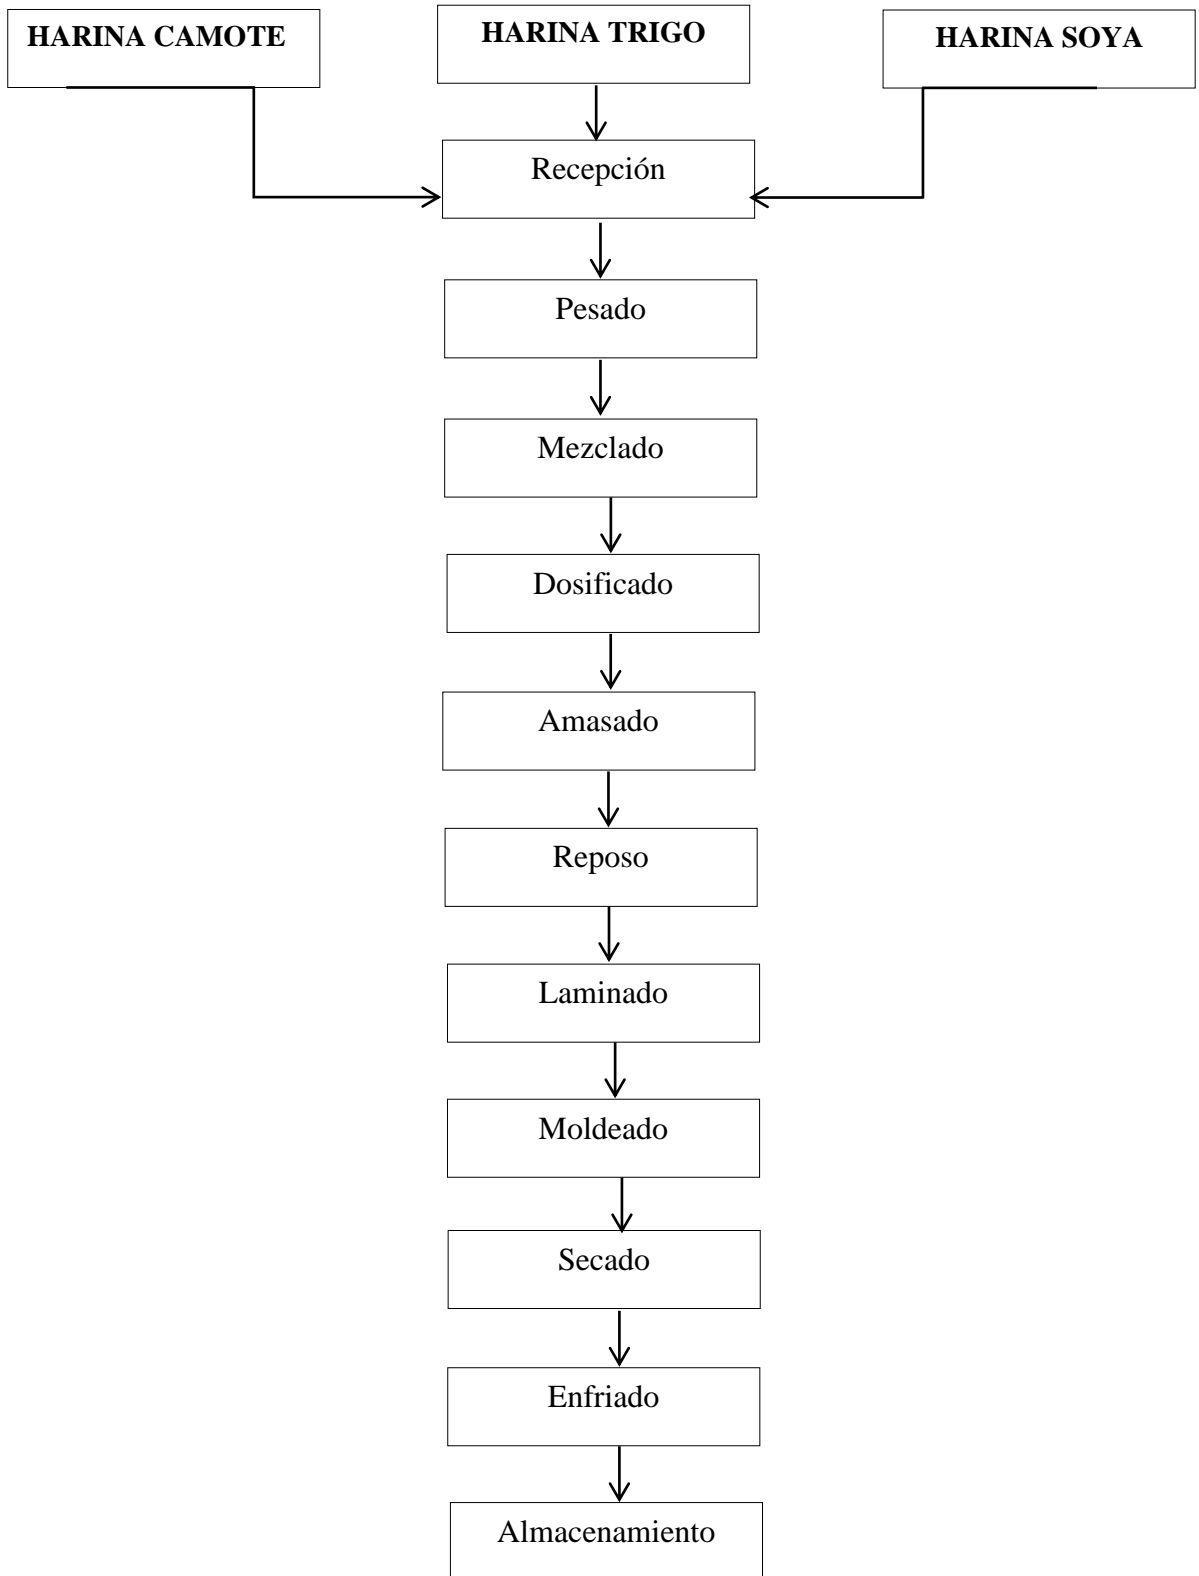 HARINA CAMOTE
HARINA TRIGO
HARINA SOYA
Recepción
Pesado
Mezclado
Dosificado
Amasado
Reposo
Laminado
Moldeado
Secado
Enfriado
Almacenamiento